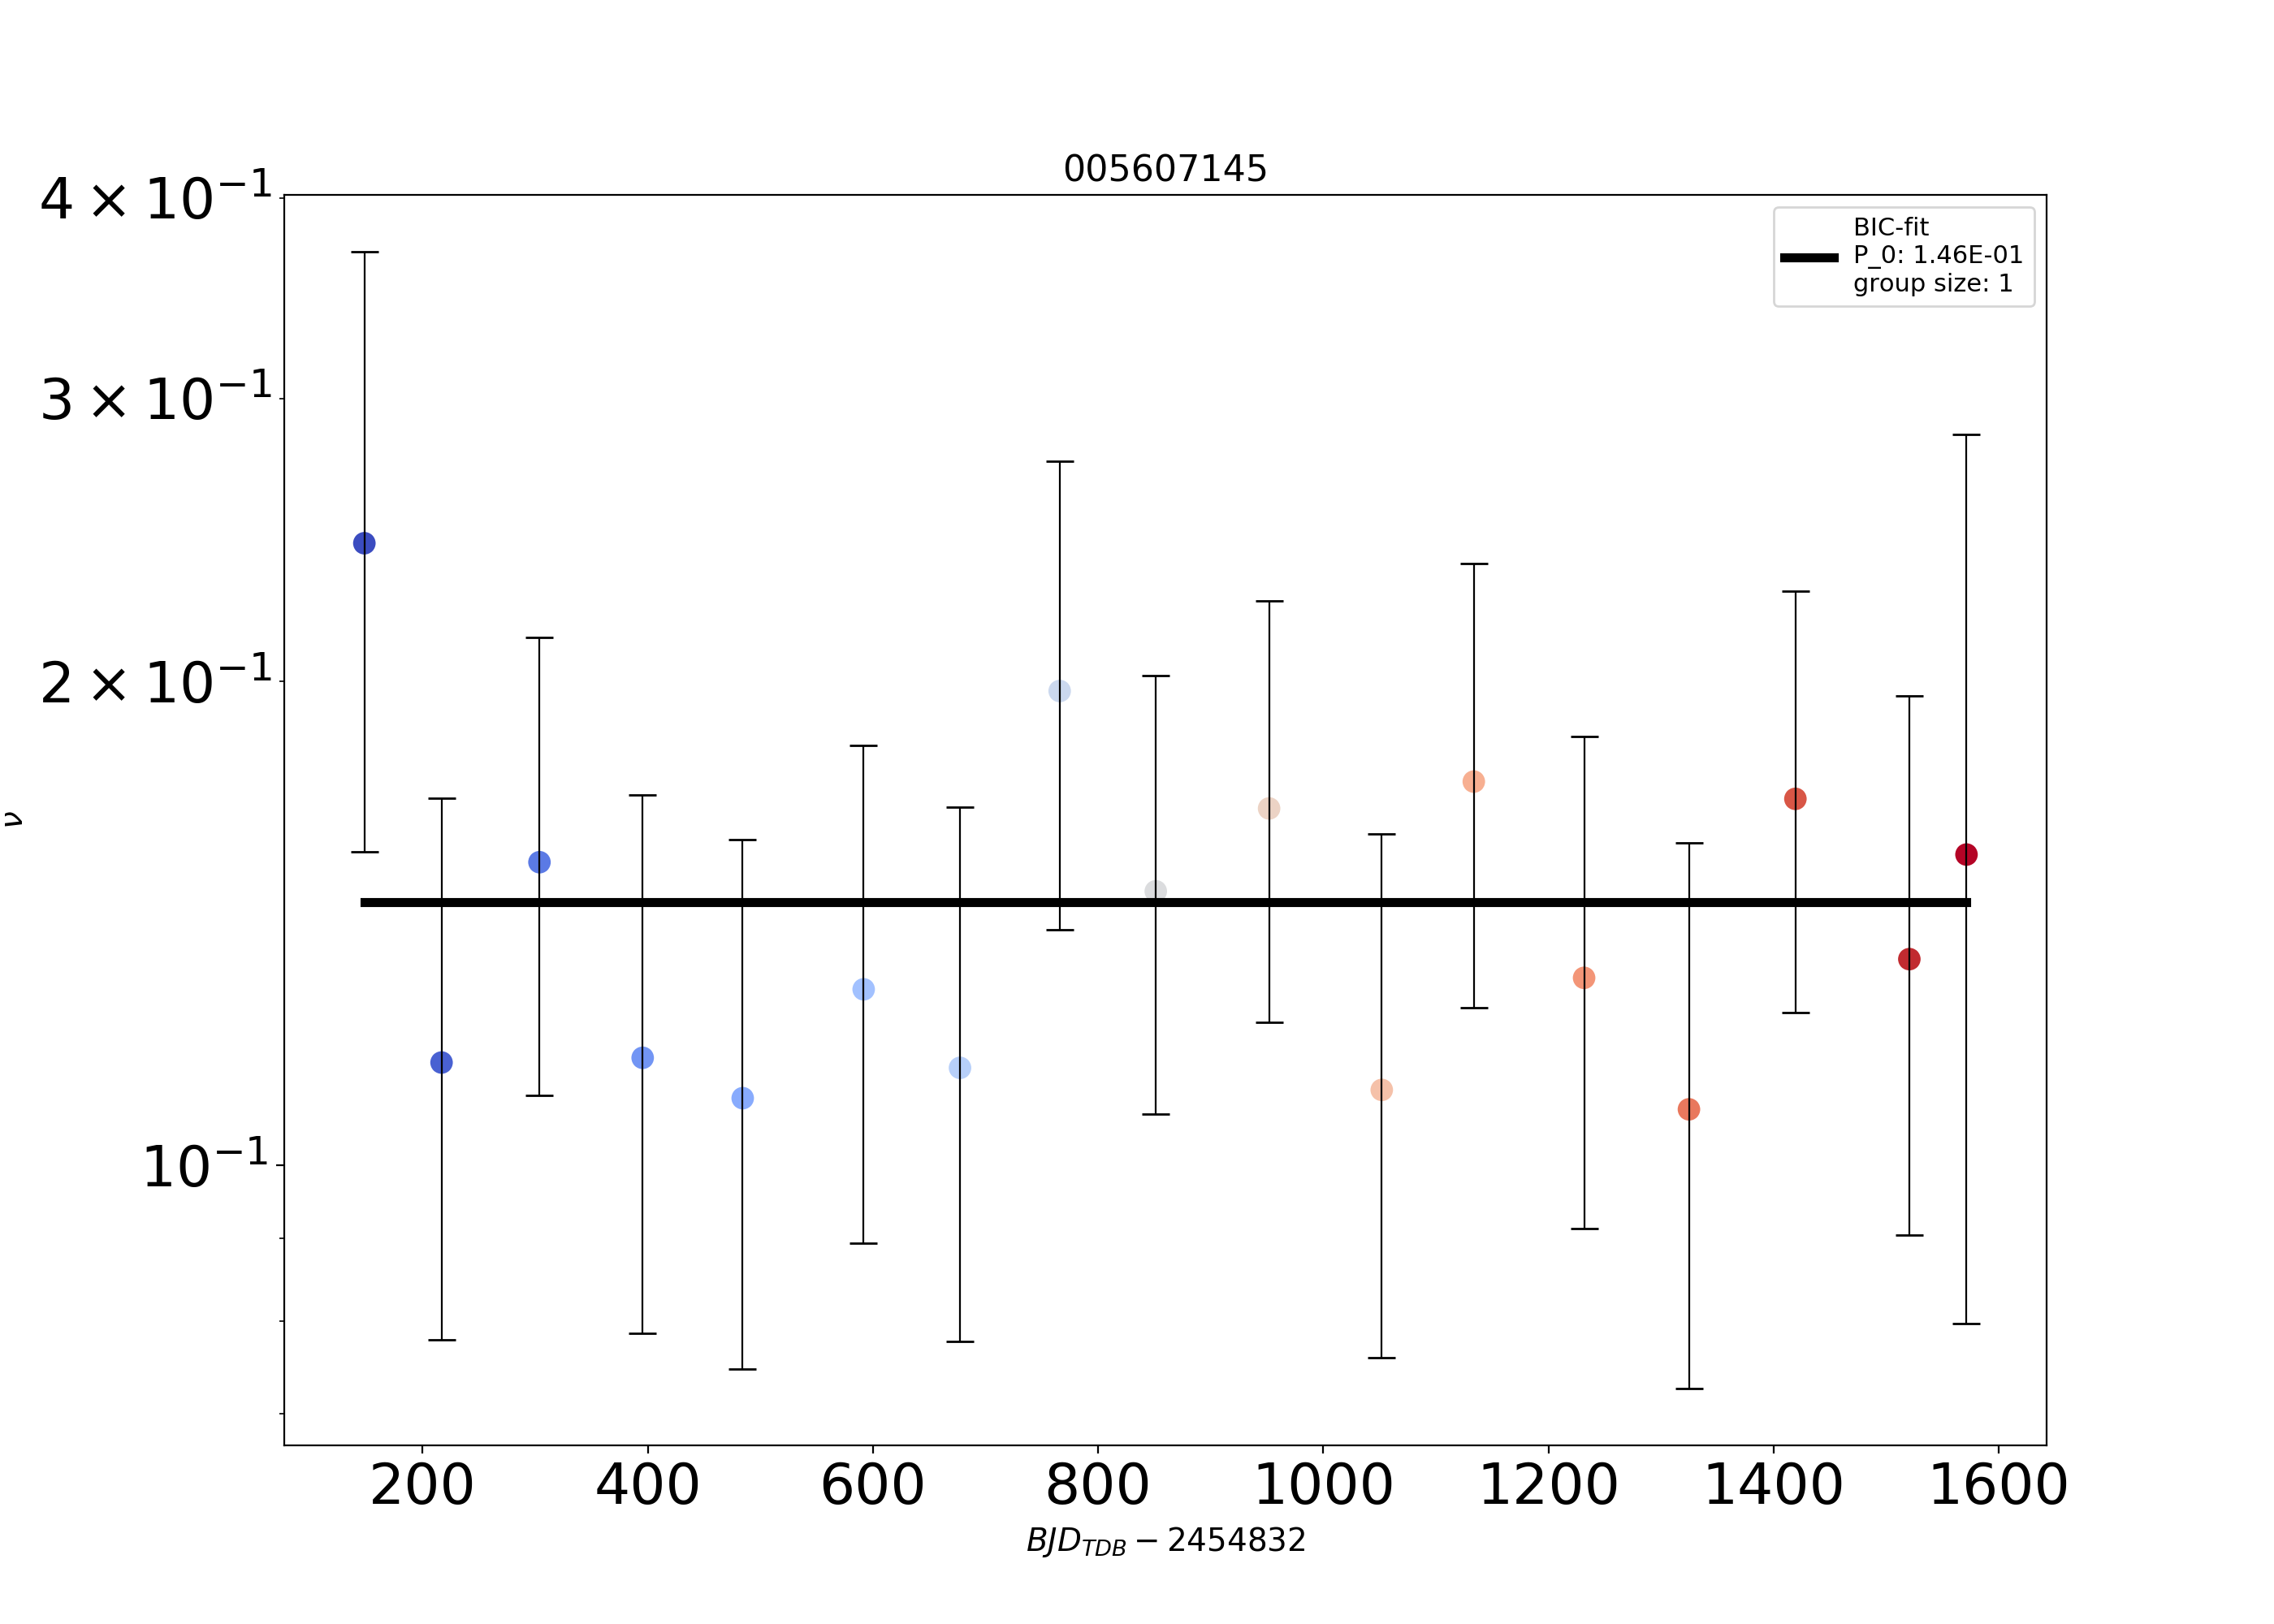 005607145
4 × 10⁻¹
3 × 10⁻¹
2 × 10⁻¹
10⁻¹
ν
BIC-fit
P_0: 1.46E-01
group size: 1
200 400 600 800 1000 1200 1400 1600
BJD_TDB − 2454832